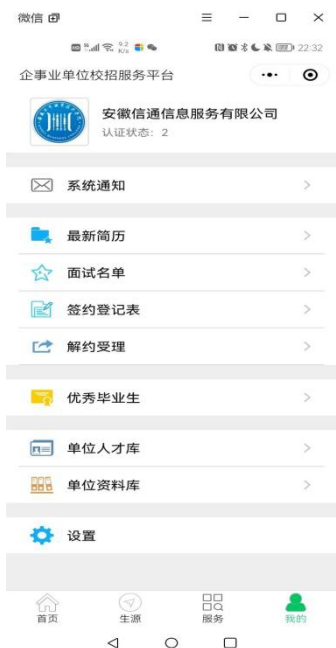 微信
9.2
K/s
22:32
企事业单位校招服务平台
安徽信通信息服务有限公司
认证状态: 2
系统通知
最新简历
面试名单
签约登记表
解约受理
优秀毕业生
单位人才库
单位资料库
设置
首页
生源
服务
我的